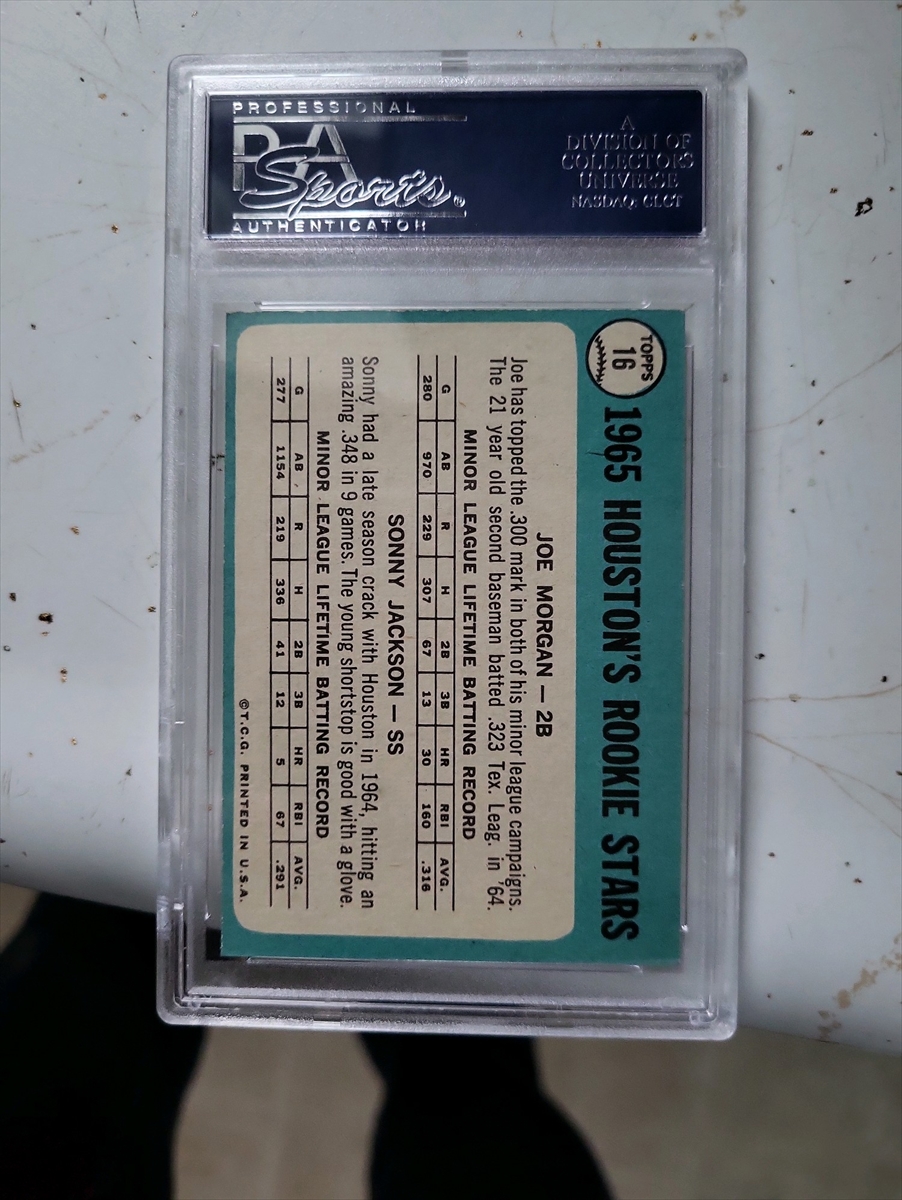 PROFESSIONAL
PSA
Sports®
AUTHENTICATOR
A
DIVISION OF
COLLECTORS
UNIVERSE
NASDAQ: CLCT
TOPPS
16
1965 HOUSTON'S ROOKIE STARS
JOE MORGAN — 2B
Joe has topped the .300 mark in both of his minor league campaigns.
The 21 year old second baseman batted .323 Tex. Leag. in '64.
MINOR LEAGUE LIFETIME BATTING RECORD
G AB R H 2B 3B HR RBI AVG.
280 970 229 307 67 13 30 160 .316
SONNY JACKSON — SS
Sonny had a late season crack with Houston in 1964, hitting an
amazing .348 in 9 games. The young shortstop is good with a glove.
MINOR LEAGUE LIFETIME BATTING RECORD
G AB R H 2B 3B HR RBI AVG.
277 1154 219 336 41 12 5 67 .291
©T.C.G. PRINTED IN U.S.A.